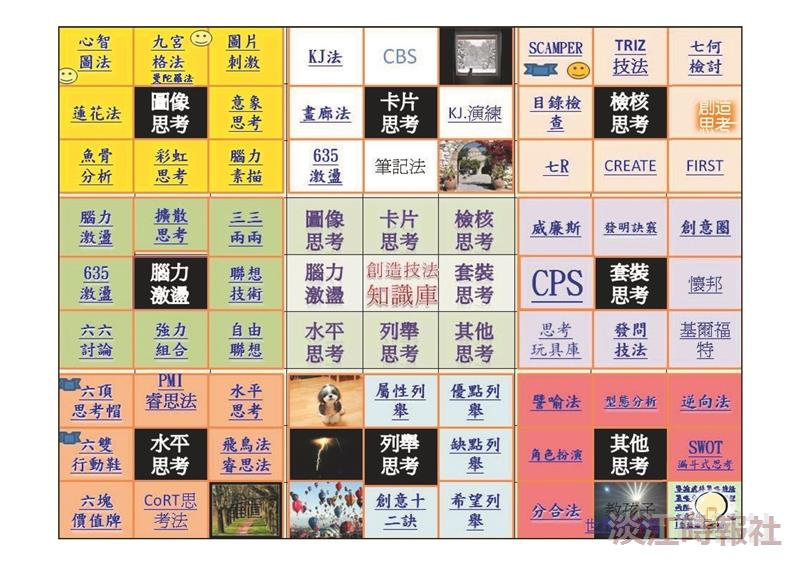 心智
圖法
九宮
格法
曼陀羅法
圖片
刺激
蓮花法
圖像
思考
意象
思考
魚骨
分析
彩虹
思考
腦力
素描
KJ法
CBS
畫廊法
卡片
思考
KJ.演練
635
激盪
筆記法
SCAMPER
TRIZ
技法
七何
檢討
目錄檢
查
檢核
思考
創造
思考
七R
CREATE
FIRST
腦力
激盪
擴散
思考
三三
兩兩
635
激盪
腦力
激盪
聯想
技術
六六
討論
強力
組合
自由
聯想
圖像
思考
卡片
思考
檢核
思考
腦力
激盪
創造技法
知識庫
套裝
思考
水平
思考
列舉
思考
其他
思考
威廉斯
發明訣竅
創意圈
CPS
套裝
思考
懷邦
思考
玩具庫
發問
技法
基爾福
特
六頂
思考帽
PMI
睿思法
水平
思考
六雙
行動鞋
水平
思考
飛鳥法
睿思法
六塊
價值牌
CoRT思
考法
屬性列
舉
優點列
舉
列舉
思考
缺點列
舉
創意十
二訣
希望列
舉
譬喻法
型態分析
逆向法
角色扮演
其他
思考
SWOT
漏斗式思考
分合法
教孩子
淡江時報社